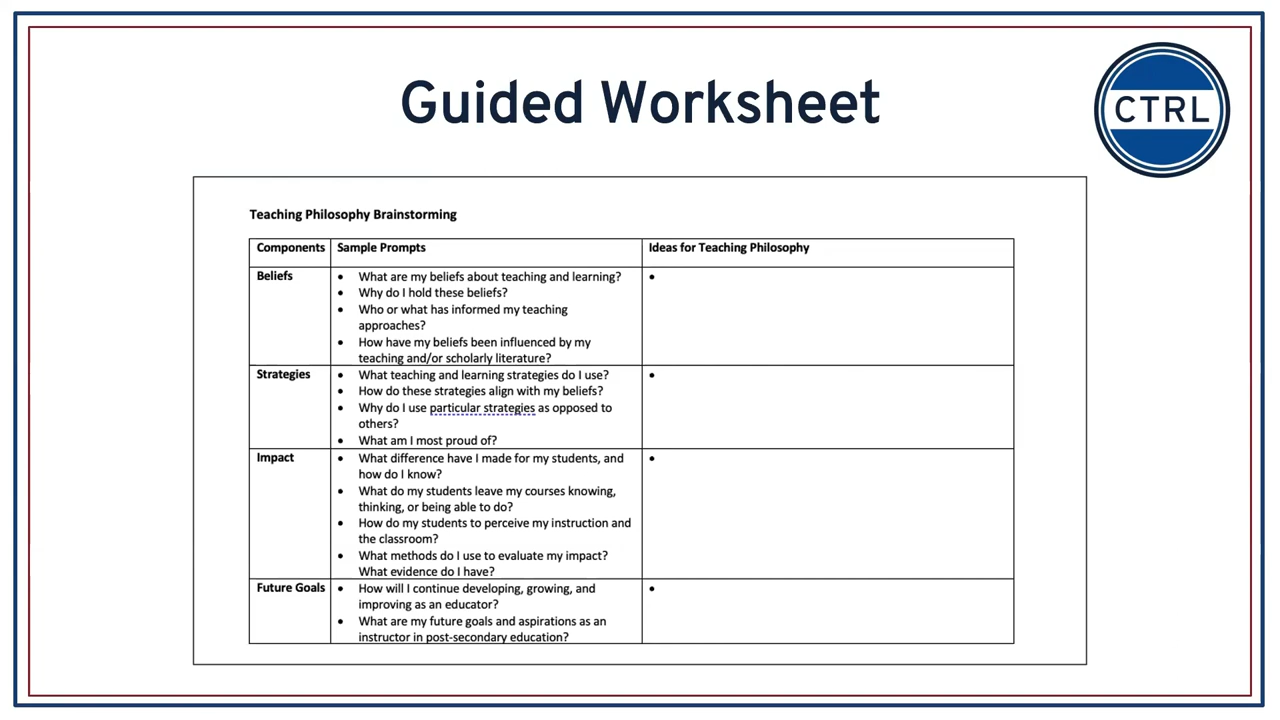 Guided Worksheet
CTRL
Teaching Philosophy Brainstorming
Components Sample Prompts Ideas for Teaching Philosophy
Beliefs
• What are my beliefs about teaching and learning?
• Why do I hold these beliefs?
• Who or what has informed my teaching
approaches?
• How have my beliefs been influenced by my
teaching and/or scholarly literature?
•
Strategies
• What teaching and learning strategies do I use?
• How do these strategies align with my beliefs?
• Why do I use particular strategies as opposed to
others?
• What am I most proud of?
•
Impact
• What difference have I made for my students, and
how do I know?
• What do my students leave my courses knowing,
thinking, or being able to do?
• How do my students to perceive my instruction and
the classroom?
• What methods do I use to evaluate my impact?
What evidence do I have?
•
Future Goals
• How will I continue developing, growing, and
improving as an educator?
• What are my future goals and aspirations as an
instructor in post-secondary education?
•